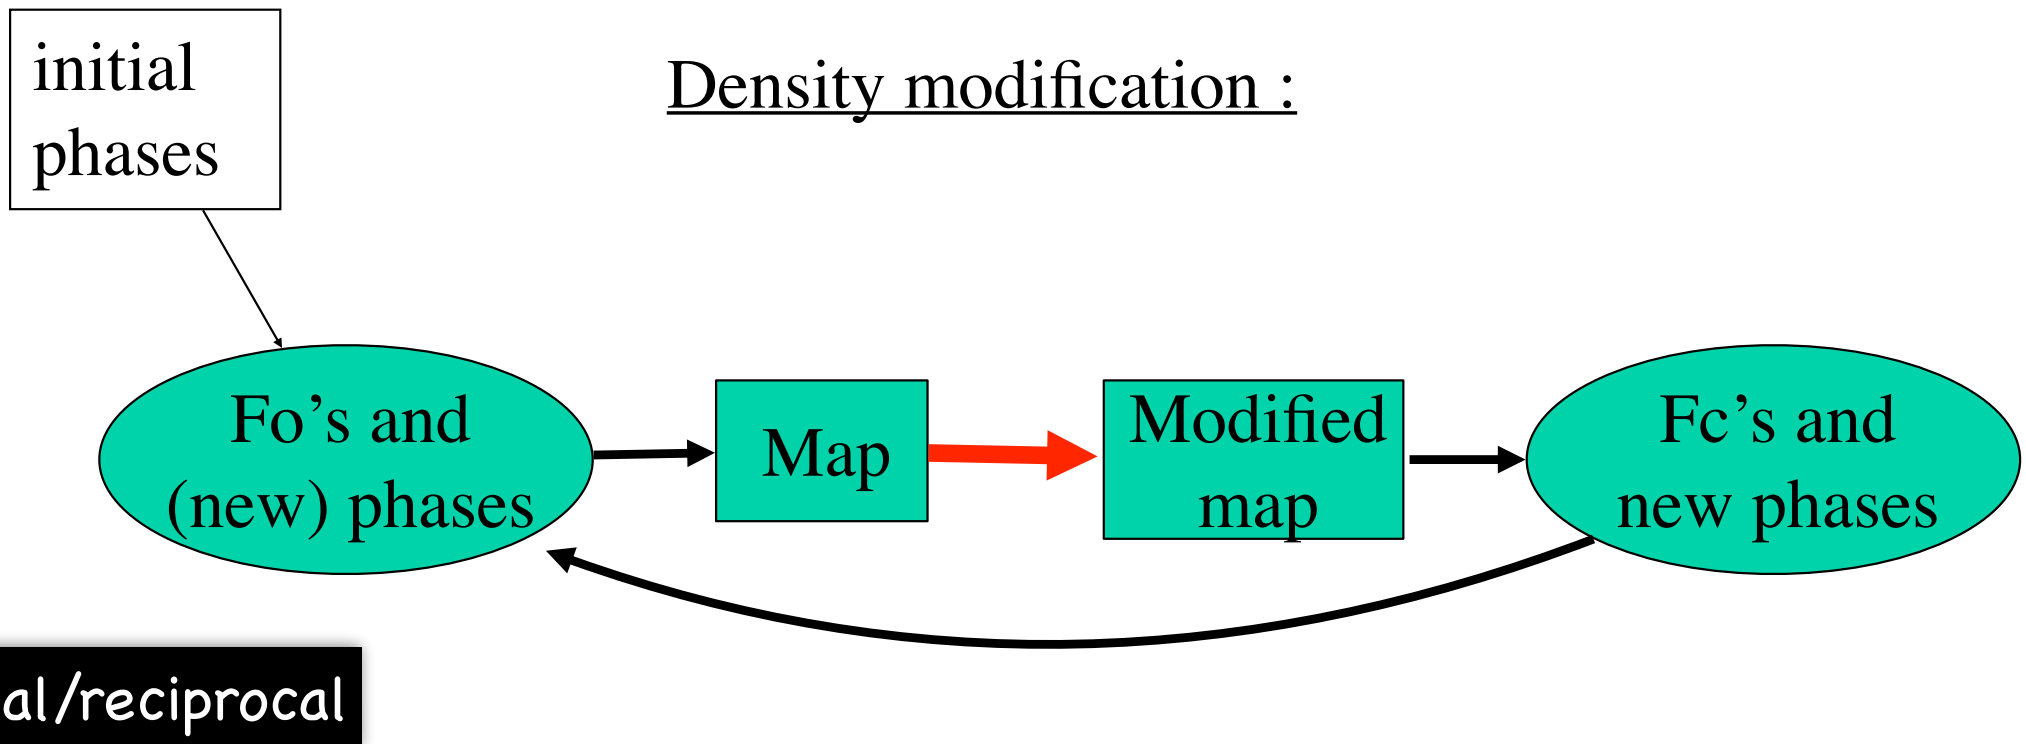 initial
phases
Density modification :
Fo’s and
(new) phases
Map
Modified
map
Fc’s and
new phases
al/reciprocal